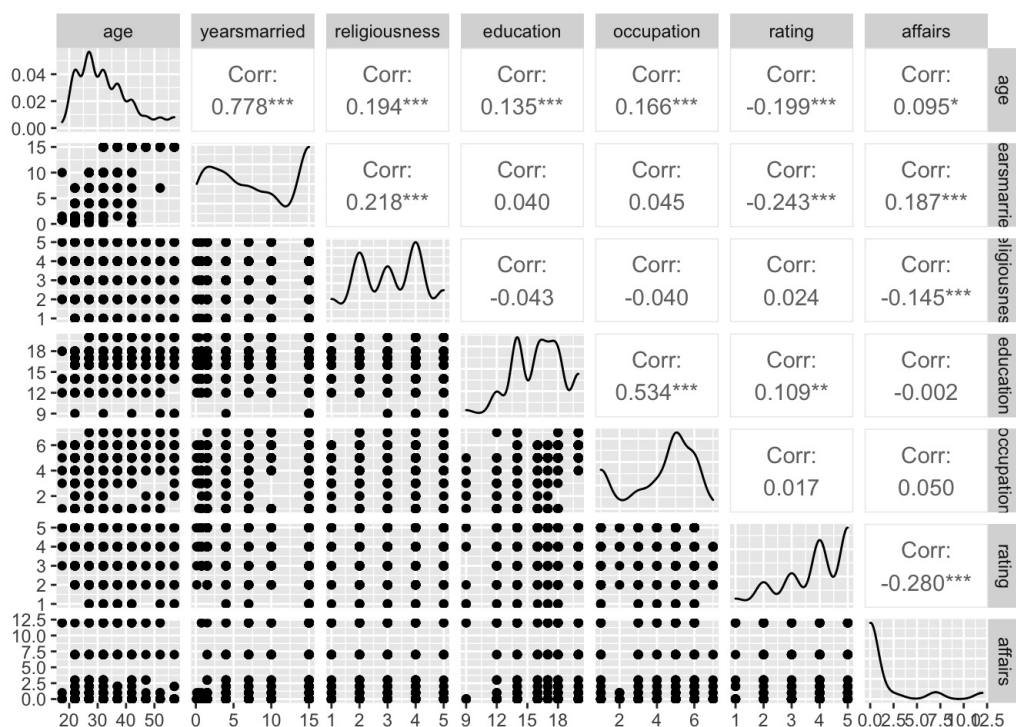 age yearsmarried religiousness education occupation rating affairs
0.04
0.02
0.00
Corr: Corr: Corr: Corr: Corr: Corr:
0.778*** 0.194*** 0.135*** 0.166*** -0.199*** 0.095*
age
15
10
5
0
Corr: Corr: Corr: Corr: Corr:
0.218*** 0.040 0.045 -0.243*** 0.187***
earsmarrie
5
4
3
2
1
Corr: Corr: Corr: Corr:
-0.043 -0.040 0.024 -0.145***
eligiousnes
18
15
12
9
Corr: Corr: Corr:
0.534*** 0.109** -0.002
education
6
4
2
Corr: Corr:
0.017 0.050
occupation
5
4
3
2
1
Corr:
-0.280***
rating
12.5
10.0
7.5
5.0
2.5
0.0
affairs
20 30 40 50 0 5 10 15 1 2 3 4 5 9 12 15 18 2 4 6 1 2 3 4 5